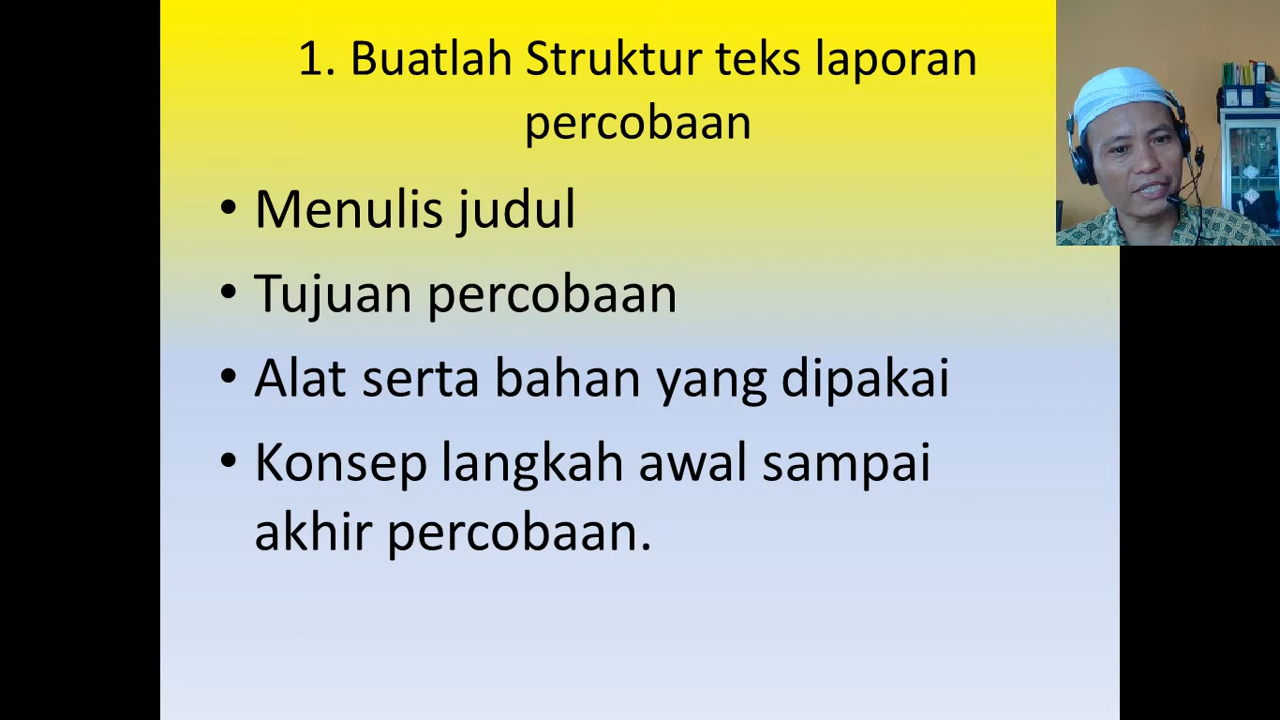 1. Buatlah Struktur teks laporan
percobaan
• Menulis judul
• Tujuan percobaan
• Alat serta bahan yang dipakai
• Konsep langkah awal sampai
akhir percobaan.